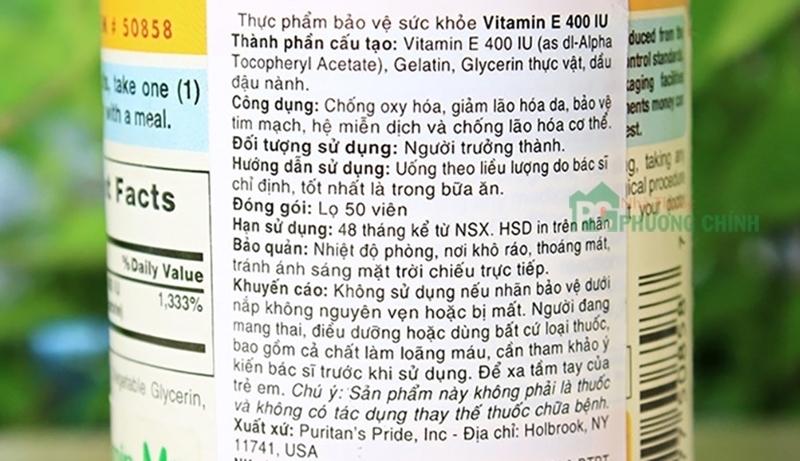 # 50858
take one (1)
with a meal.
Facts
% Daily Value
1,333%
Vegetable Glycerin,
Thực phẩm bảo vệ sức khỏe Vitamin E 400 IU
Thành phần cấu tạo: Vitamin E 400 IU (as dl-Alpha
Tocopheryl Acetate), Gelatin, Glycerin thực vật, dầu
đậu nành.
Công dụng: Chống oxy hóa, giảm lão hóa da, bảo vệ
tim mạch, hệ miễn dịch và chống lão hóa cơ thể.
Đối tượng sử dụng: Người trưởng thành.
Hướng dẫn sử dụng: Uống theo liều lượng do bác sĩ
chỉ định, tốt nhất là trong bữa ăn.
Đóng gói: Lọ 50 viên
Hạn sử dụng: 48 tháng kể từ NSX. HSD in trên nhãn
Bảo quản: Nhiệt độ phòng, nơi khô ráo, thoáng mát,
tránh ánh sáng mặt trời chiếu trực tiếp.
Khuyến cáo: Không sử dụng nếu nhãn bảo vệ dưới
nắp không nguyên vẹn hoặc bị mất. Người đang
mang thai, điều dưỡng hoặc dùng bất cứ loại thuốc,
bao gồm cả chất làm loãng máu, cần tham khảo ý
kiến bác sĩ trước khi sử dụng. Để xa tầm tay của
trẻ em. Chú ý: Sản phẩm này không phải là thuốc
và không có tác dụng thay thế thuốc chữa bệnh.
Xuất xứ: Puritan's Pride, Inc - Địa chỉ: Holbrook, NY
11741, USA
duced from the
control standards,
aging facilities
ments money can
est.
taking any
ical procedure
your doctor
PHƯƠNG CHÍNH